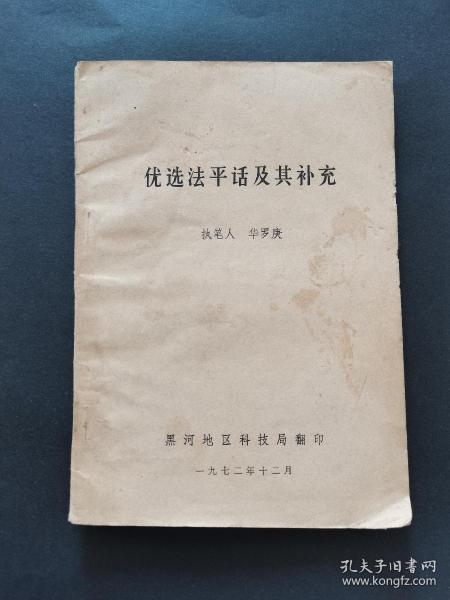 优选法平话及其补充
执笔人 华罗庚
黑河地区科技局翻印
一九七二年十二月
孔夫子旧书网
www.kongfz.com